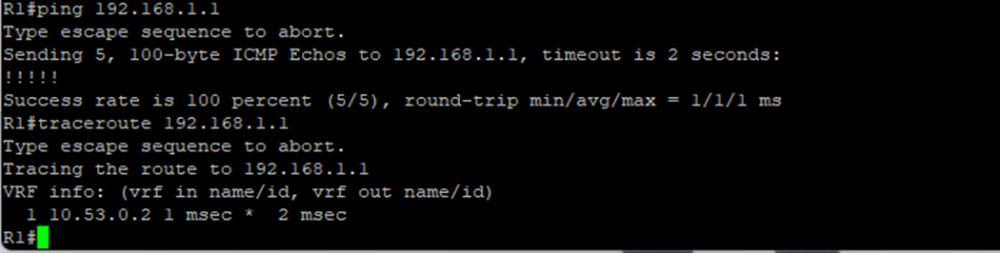 R1#ping 192.168.1.1
Type escape sequence to abort.
Sending 5, 100-byte ICMP Echos to 192.168.1.1, timeout is 2 seconds:
!!!!!
Success rate is 100 percent (5/5), round-trip min/avg/max = 1/1/1 ms
R1#traceroute 192.168.1.1
Type escape sequence to abort.
Tracing the route to 192.168.1.1
VRF info: (vrf in name/id, vrf out name/id)
  1 10.53.0.2 1 msec *  2 msec
R1#